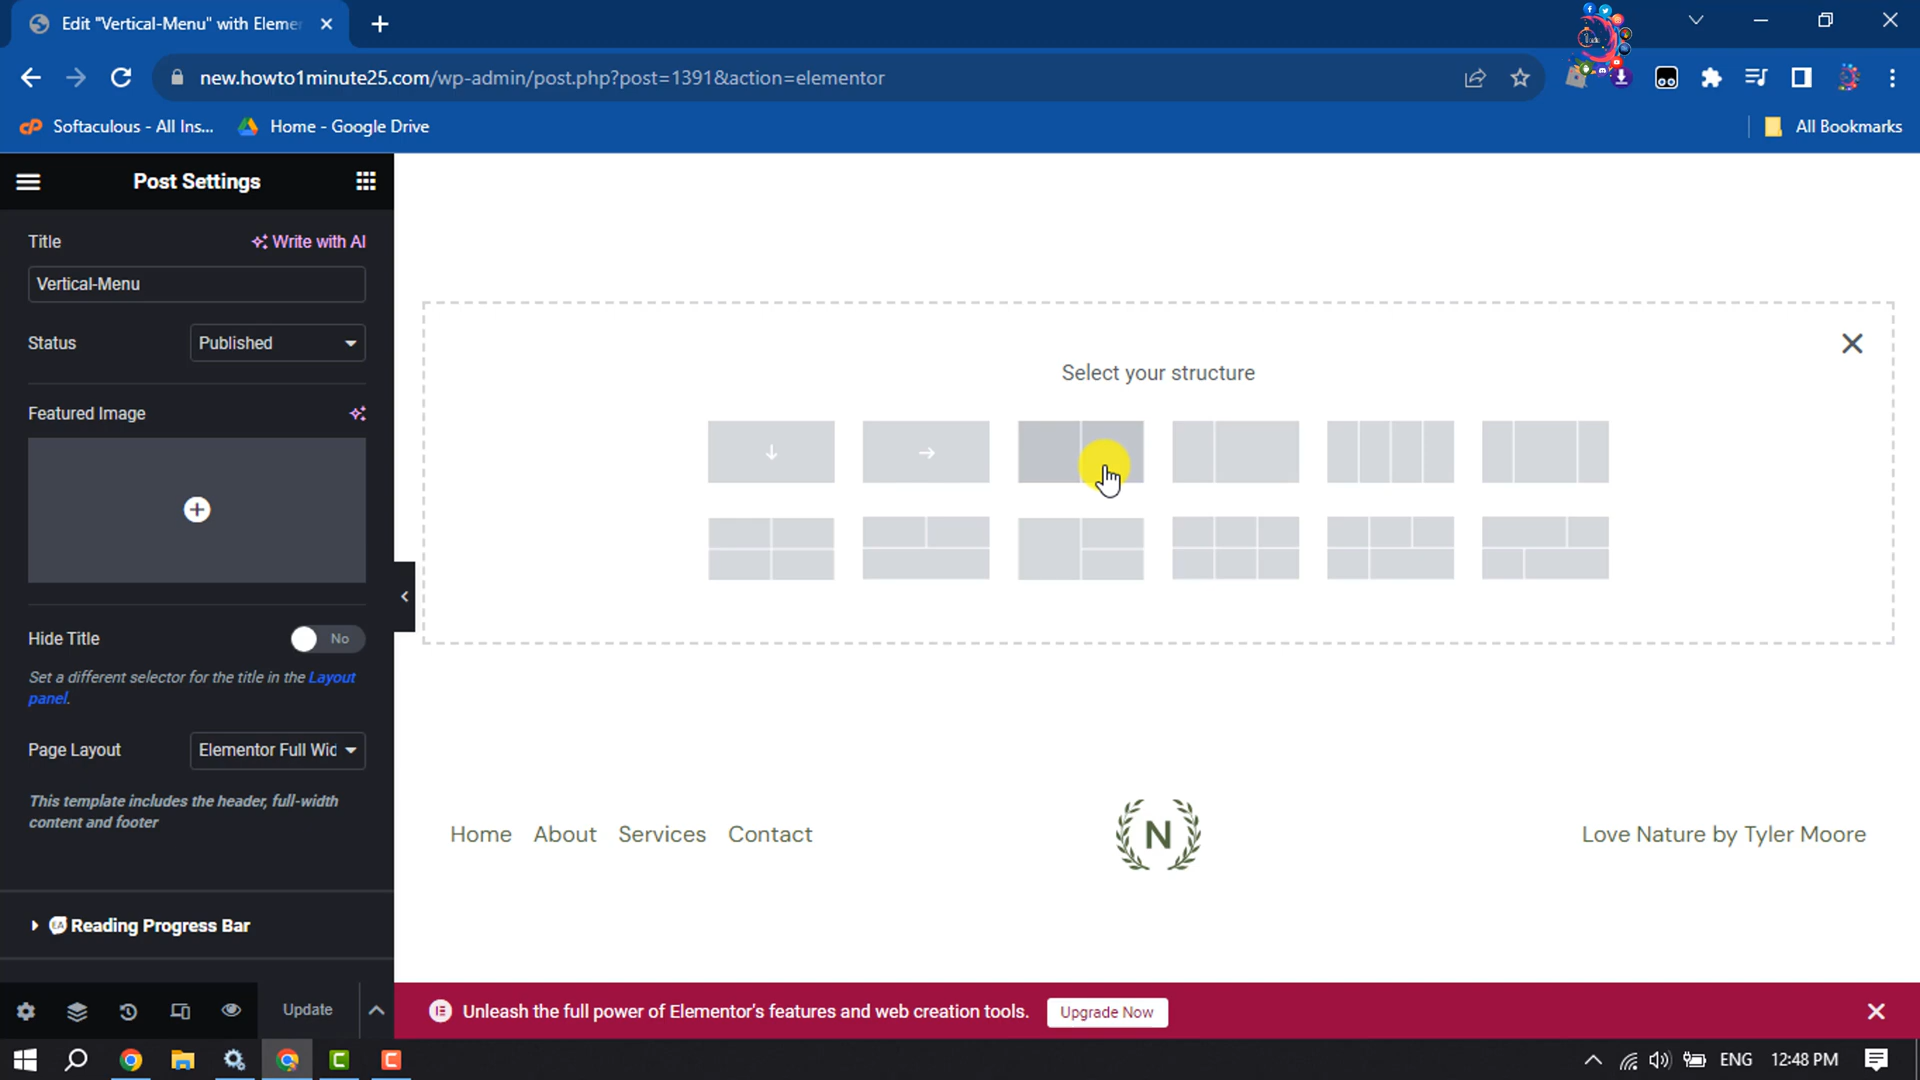 Edit "Vertical-Menu" with Eleme
new.howto1minute25.com/wp-admin/post.php?post=1391&action=elementor
Softaculous - All Ins...
Home - Google Drive
All Bookmarks
Post Settings
Title
Write with AI
Vertical-Menu
Status
Published
Featured Image
Hide Title
No
Set a different selector for the title in the Layout
panel.
Page Layout
Elementor Full Wid
This template includes the header, full-width
content and footer
EA Reading Progress Bar
Update
Select your structure
Home
About
Services
Contact
N
Love Nature by Tyler Moore
Unleash the full power of Elementor's features and web creation tools.
Upgrade Now
ENG
12:48 PM